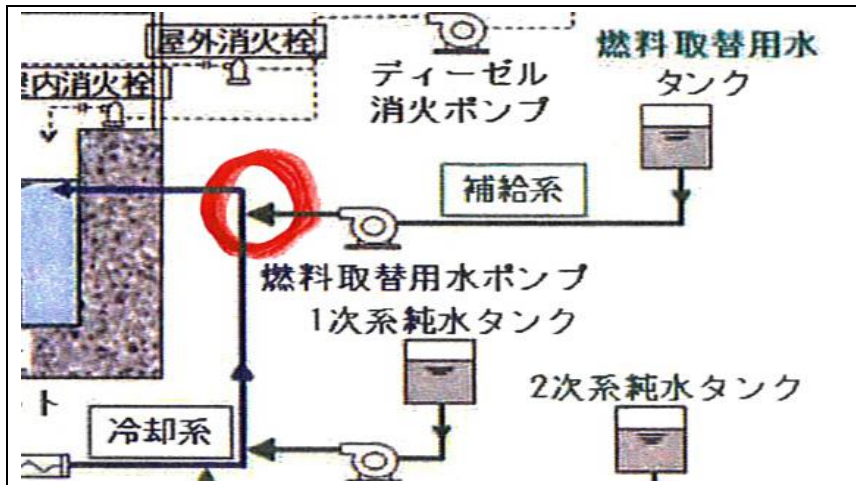 屋外消火栓
屋内消火栓
ディーゼル
消火ポンプ
燃料取替用水
タンク
補給系
燃料取替用水ポンプ
1次系純水タンク
2次系純水タンク
ト
冷却系